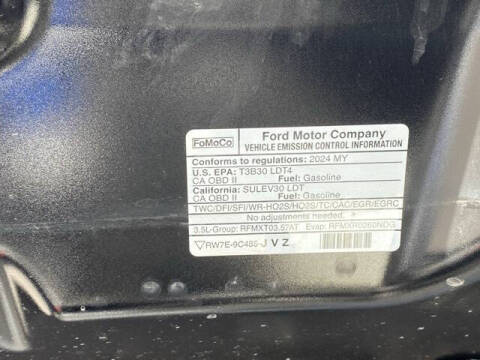 FoMoCo
Ford Motor Company
VEHICLE EMISSION CONTROL INFORMATION
Conforms to regulations: 2024 MY
U.S. EPA: T3B30 LDT4
CA OBD II Fuel: Gasoline
California: SULEV30 LDT
CA OBD II Fuel: Gasoline
TWC/DFI/SFI/WR-HO2S/HO2S/TC/CAC/EGR/EGRC
No adjustments needed.
3.5L-Group: RFMXT03.57AT Evap: RFMXR0260NDG
RW7E-9C485-JVZ